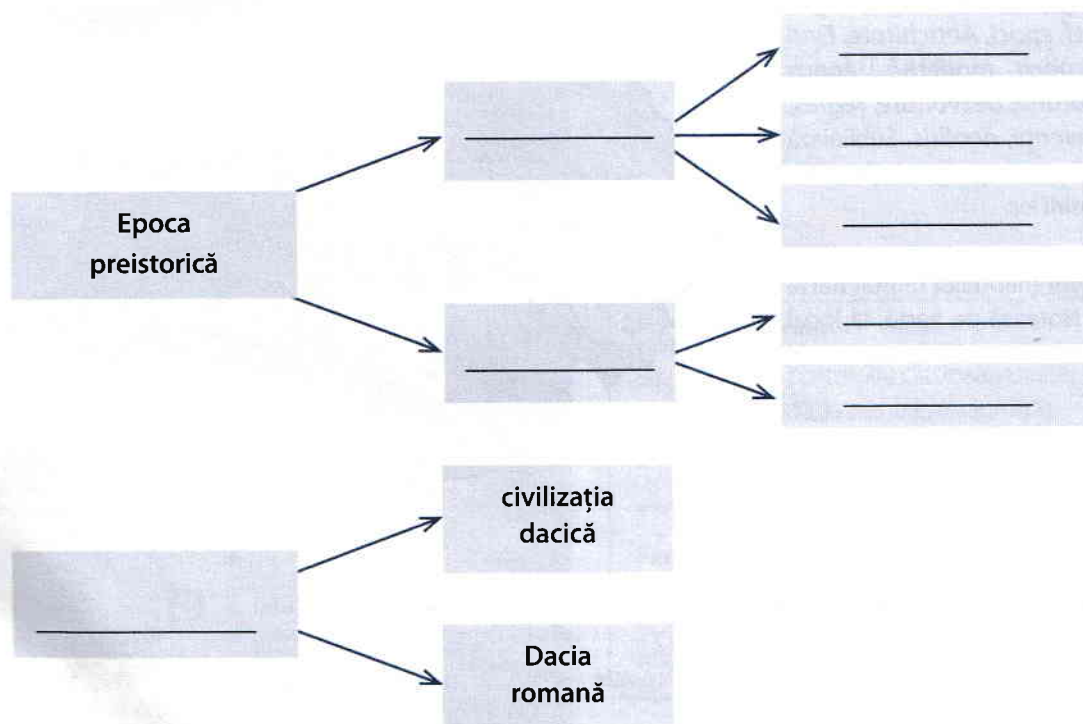 Epoca
preistorică
civilizația
dacică
Dacia
romană